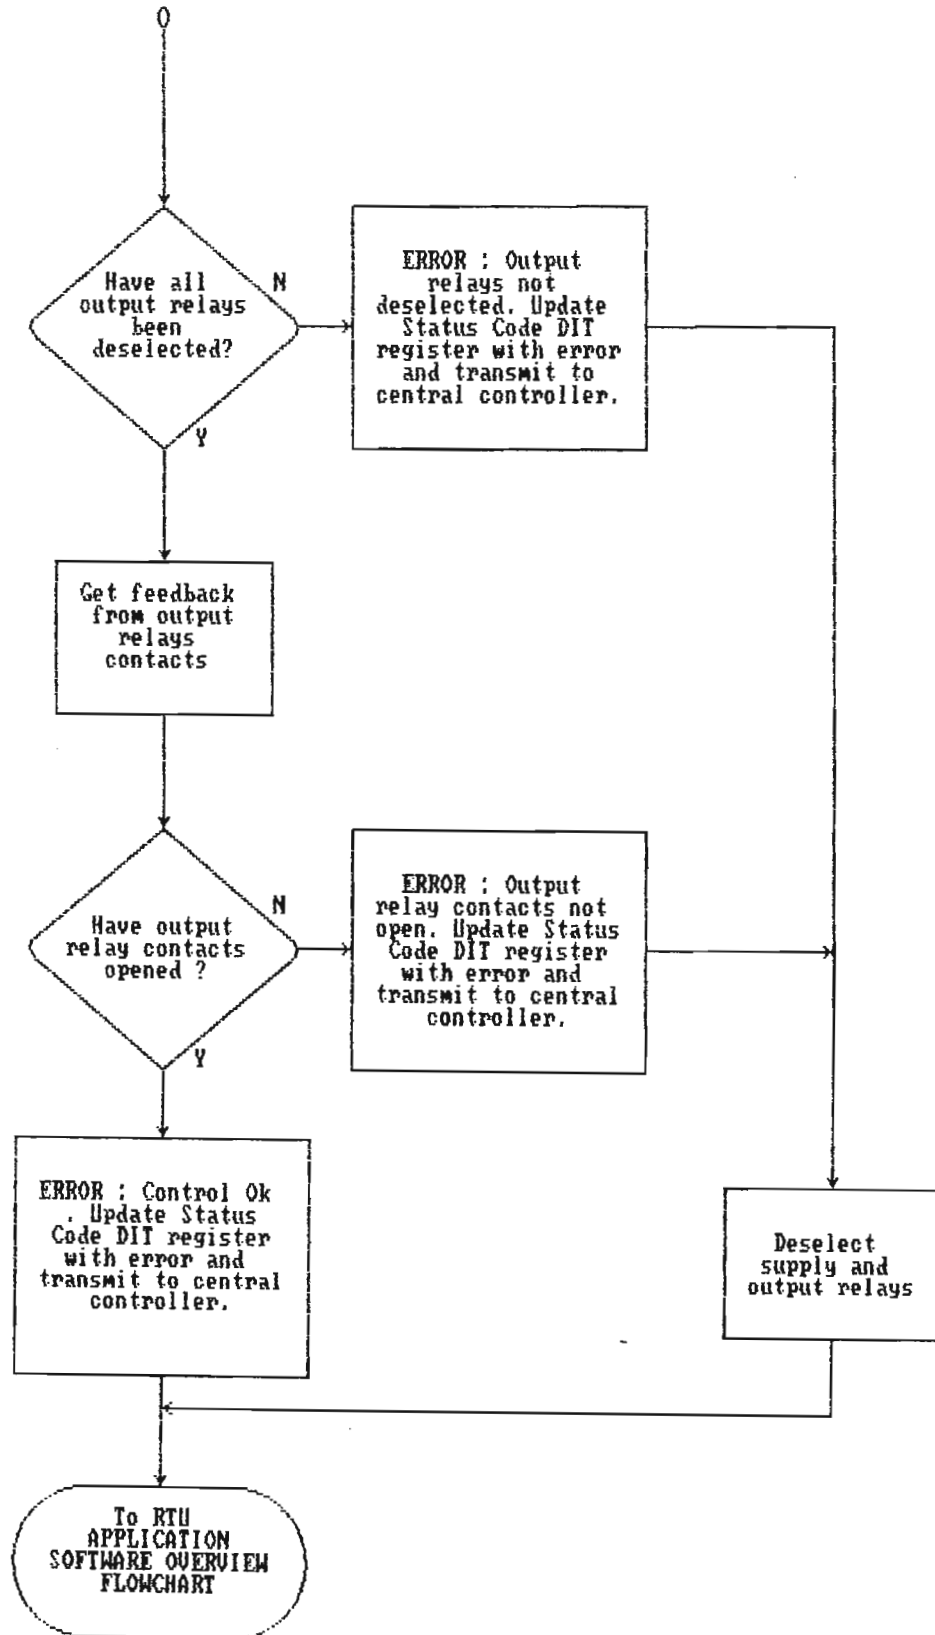 O
Have all
output relays
been
deselected?
N
Y
ERROR : Output
relays not
deselected. Update
Status Code DIT
register with error
and transmit to
central controller.
Get feedback
from output
relays
contacts
Have output
relay contacts
opened ?
N
Y
ERROR : Output
relay contacts not
open. Update Status
Code DIT register
with error and
transmit to central
controller.
ERROR : Control Ok
. Update Status
Code DIT register
with error and
transmit to central
controller.
Deselect
supply and
output relays
To RTU
APPLICATION
SOFTWARE OVERVIEW
FLOWCHART